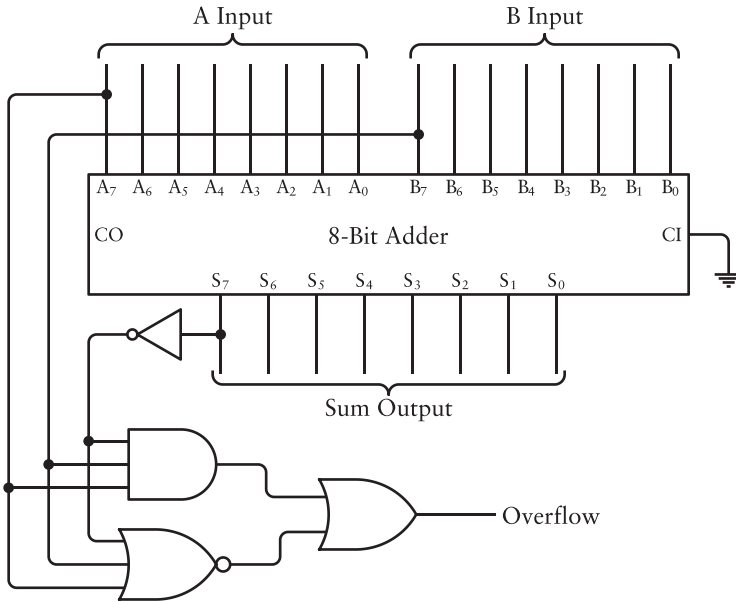 A Input B Input
A₇ A₆ A₅ A₄ A₃ A₂ A₁ A₀ B₇ B₆ B₅ B₄ B₃ B₂ B₁ B₀
CO 8-Bit Adder CI
S₇ S₆ S₅ S₄ S₃ S₂ S₁ S₀
Sum Output
Overflow